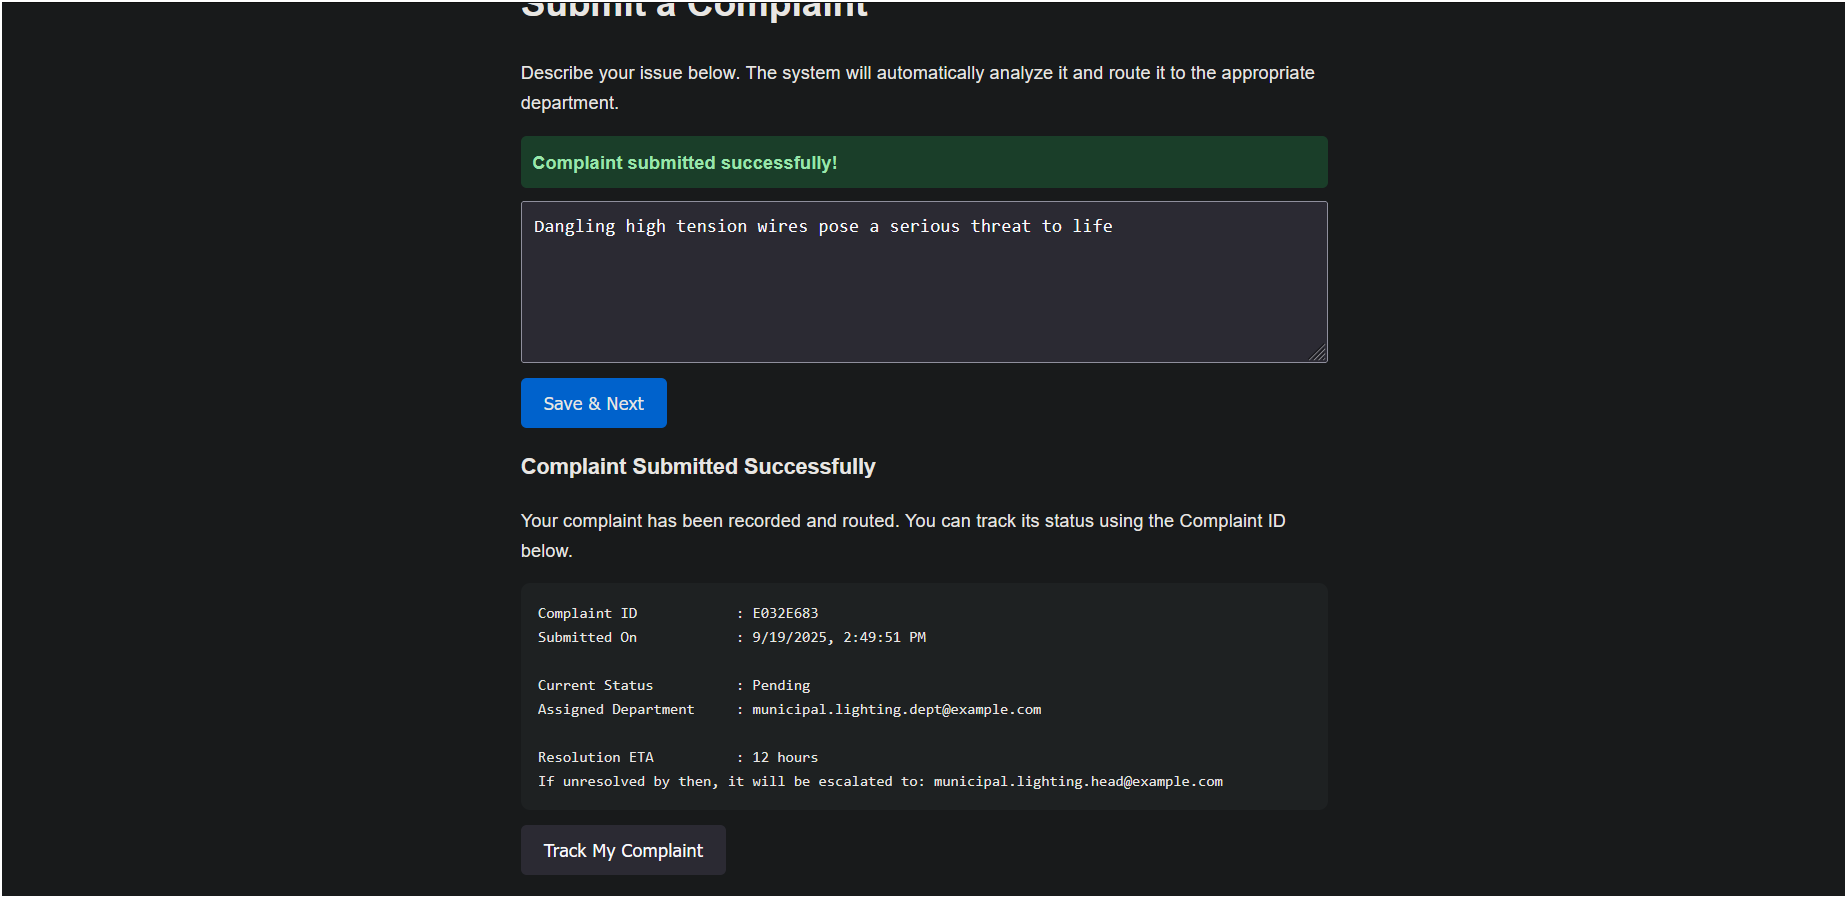 Submit a Complaint
Describe your issue below. The system will automatically analyze it and route it to the appropriate
department.
Complaint submitted successfully!
Dangling high tension wires pose a serious threat to life
Save & Next
Complaint Submitted Successfully
Your complaint has been recorded and routed. You can track its status using the Complaint ID
below.
Complaint ID : E032E683
Submitted On : 9/19/2025, 2:49:51 PM
Current Status : Pending
Assigned Department : municipal.lighting.dept@example.com
Resolution ETA : 12 hours
If unresolved by then, it will be escalated to: municipal.lighting.head@example.com
Track My Complaint